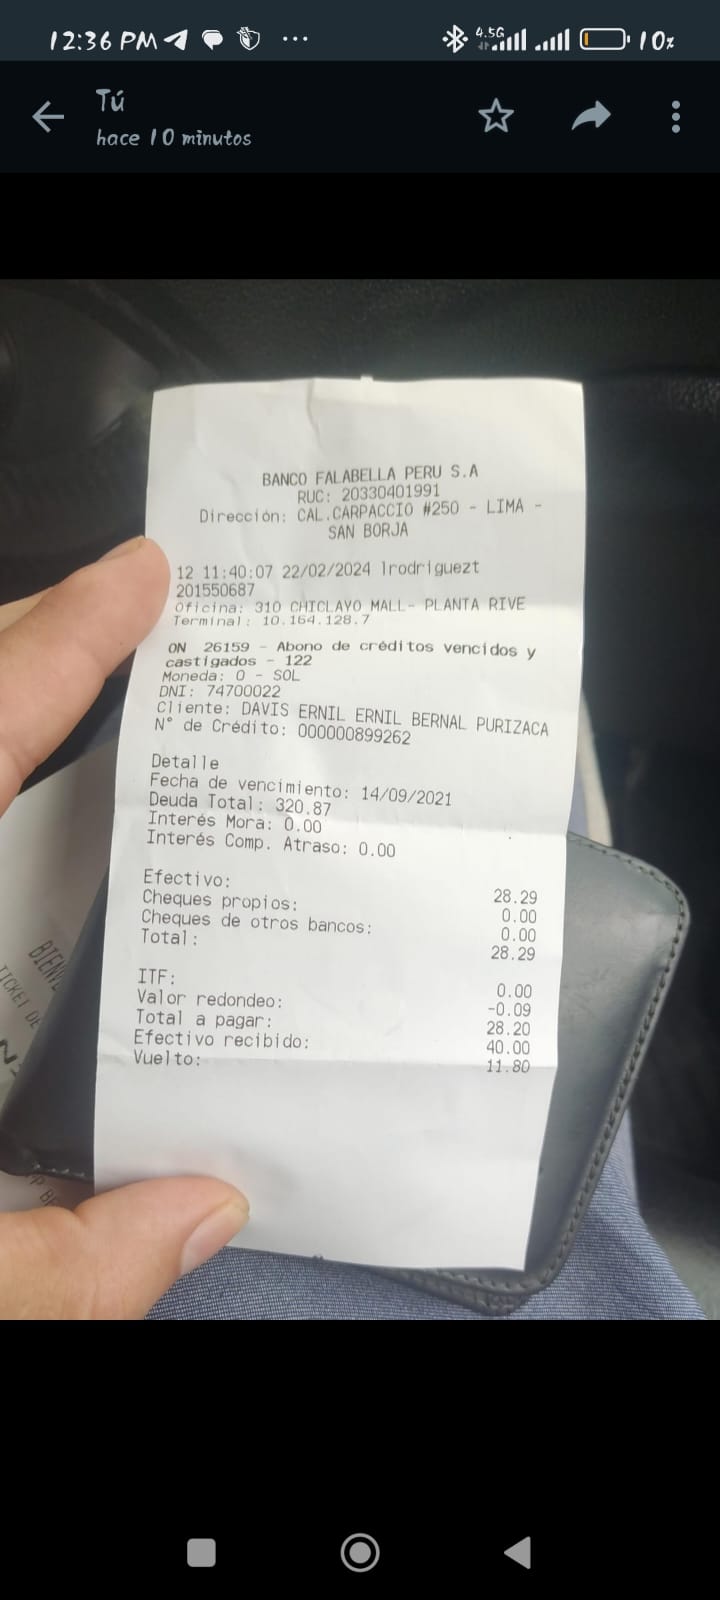 12:36 PM ... 4.5G 10%
Tú
hace 10 minutos
BANCO FALABELLA PERU S.A
RUC: 20330401991
Dirección: CAL.CARPACCIO #250 - LIMA -
SAN BORJA
12 11:40:07 22/02/2024 lrodriguezt
201550687
Oficina: 310 CHICLAYO MALL- PLANTA RIVE
Terminal: 10.164.128.7
ON 26159 - Abono de créditos vencidos y
castigados - 122
Moneda: 0 - SOL
DNI: 74700022
Cliente: DAVIS ERNIL ERNIL BERNAL PURIZACA
N° de Crédito: 000000899262
Detalle
Fecha de vencimiento: 14/09/2021
Deuda Total: 320.87
Interés Mora: 0.00
Interés Comp. Atraso: 0.00
Efectivo: 28.29
Cheques propios: 0.00
Cheques de otros bancos: 0.00
Total: 28.29
ITF: 0.00
Valor redondeo: -0.09
Total a pagar: 28.20
Efectivo recibido: 40.00
Vuelto: 11.80
TICKET DE